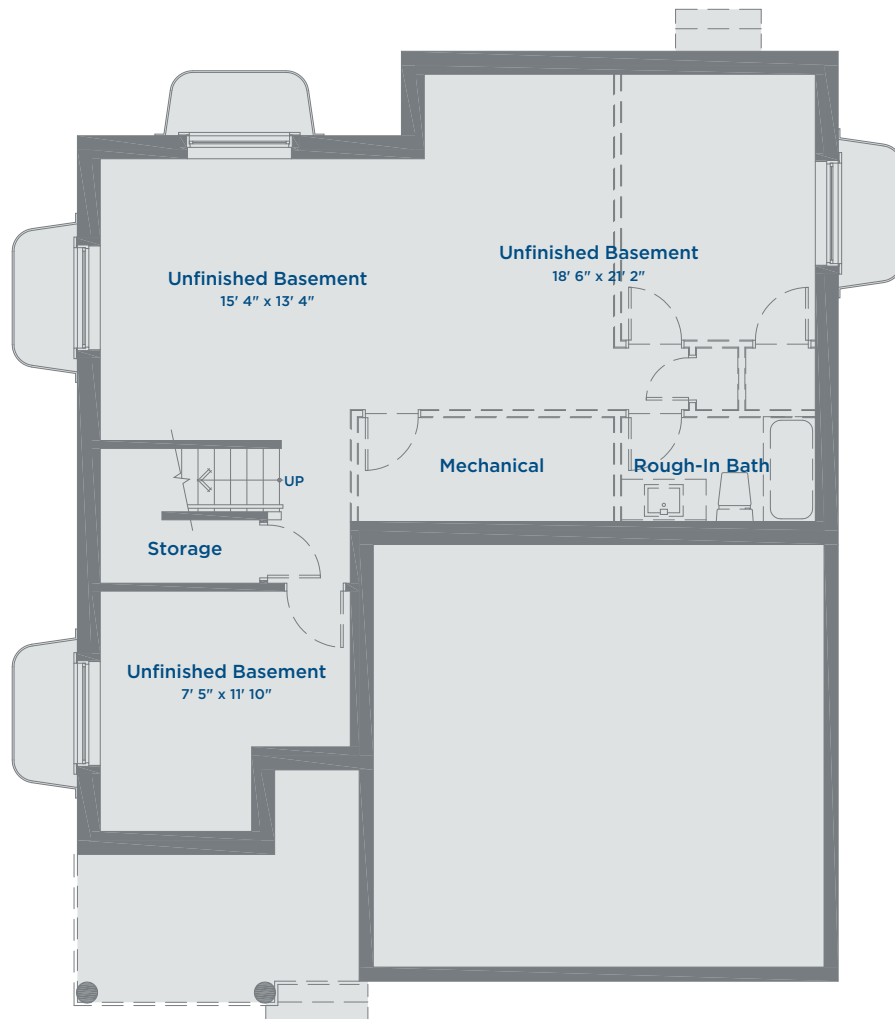 Unfinished Basement
18' 6" x 21' 2"
Unfinished Basement
15' 4" x 13' 4"
Mechanical
Rough-In Bath
UP
Storage
Unfinished Basement
7' 5" x 11' 10"